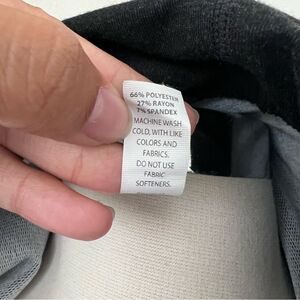 66% POLYESTER
27% RAYON
7% SPANDEX
MACHINE WASH
COLD, WITH LIKE
COLORS AND
FABRICS,
DO NOT USE
FABRIC
SOFTENERS.